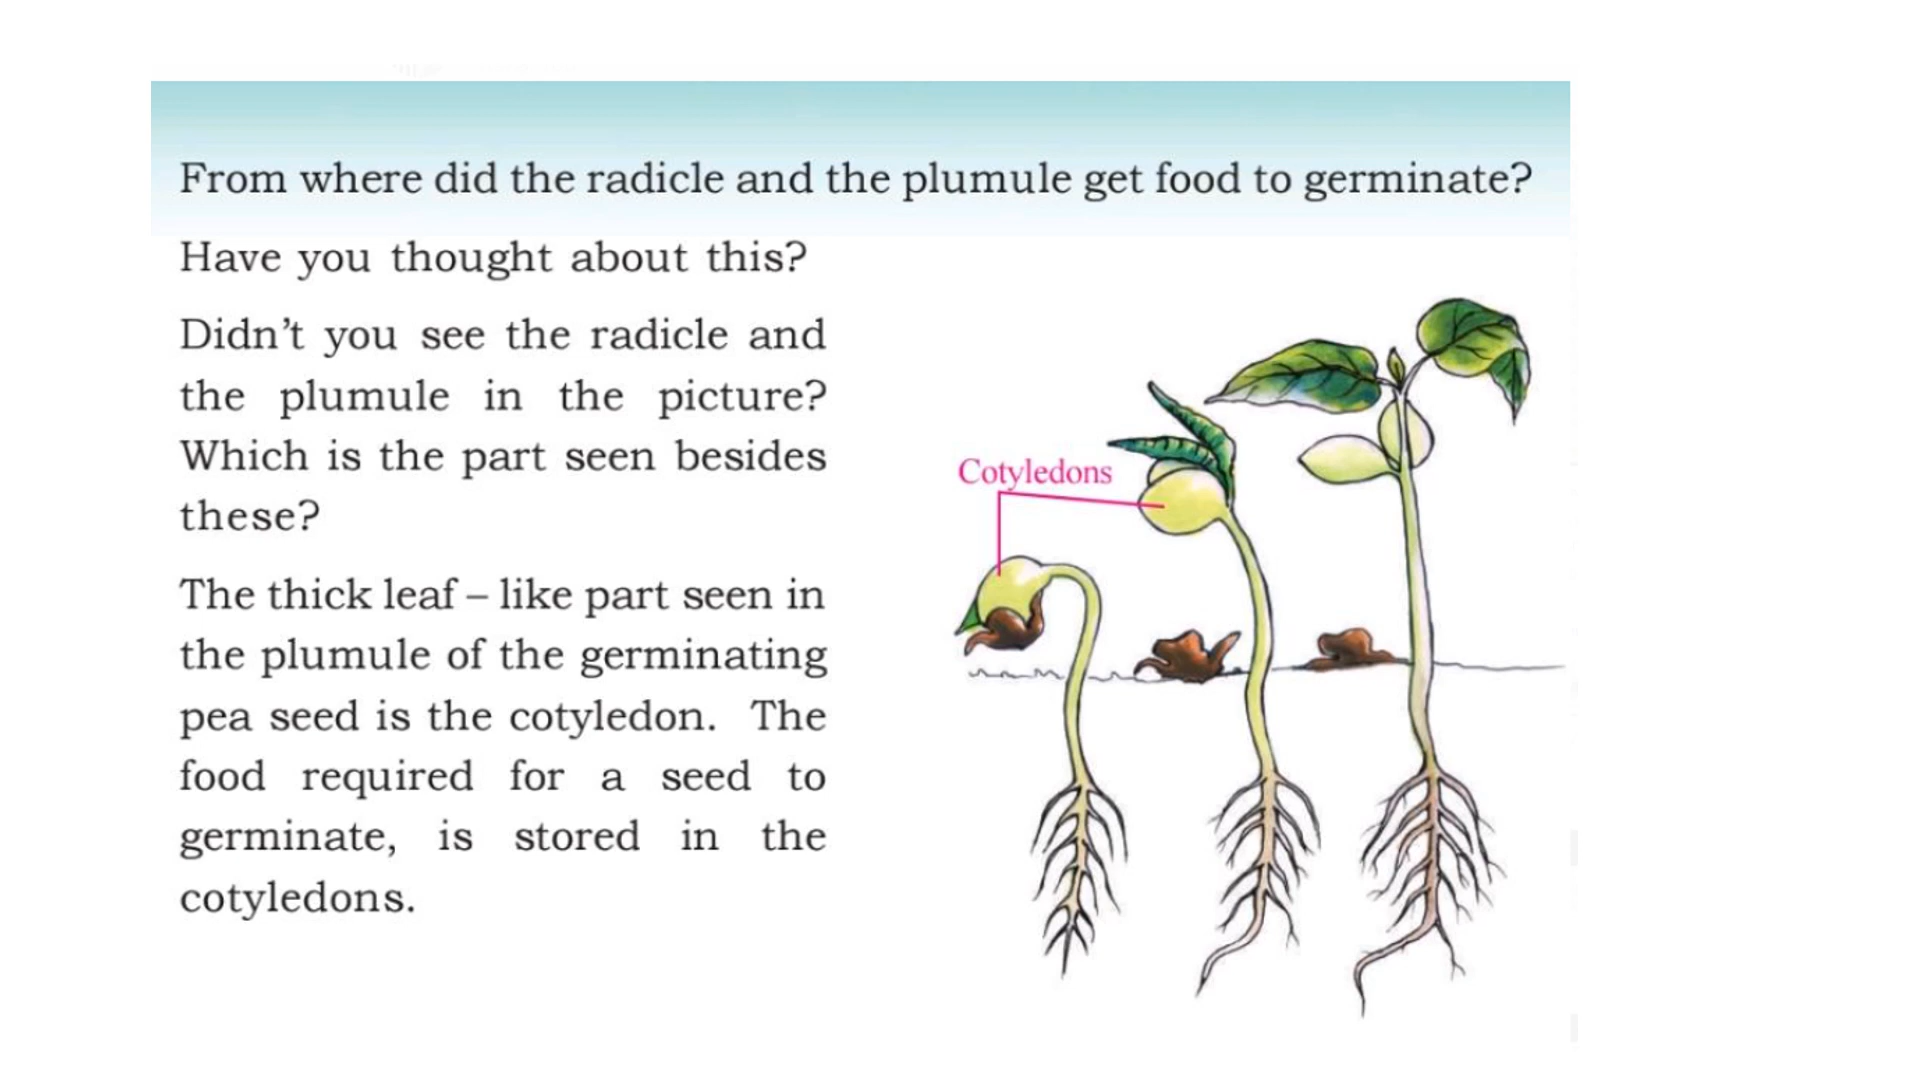 From where did the radicle and the plumule get food to germinate?
Have you thought about this?
Didn't you see the radicle and
the plumule in the picture?
Which is the part seen besides
these?
The thick leaf – like part seen in
the plumule of the germinating
pea seed is the cotyledon. The
food required for a seed to
germinate, is stored in the
cotyledons.
Cotyledons